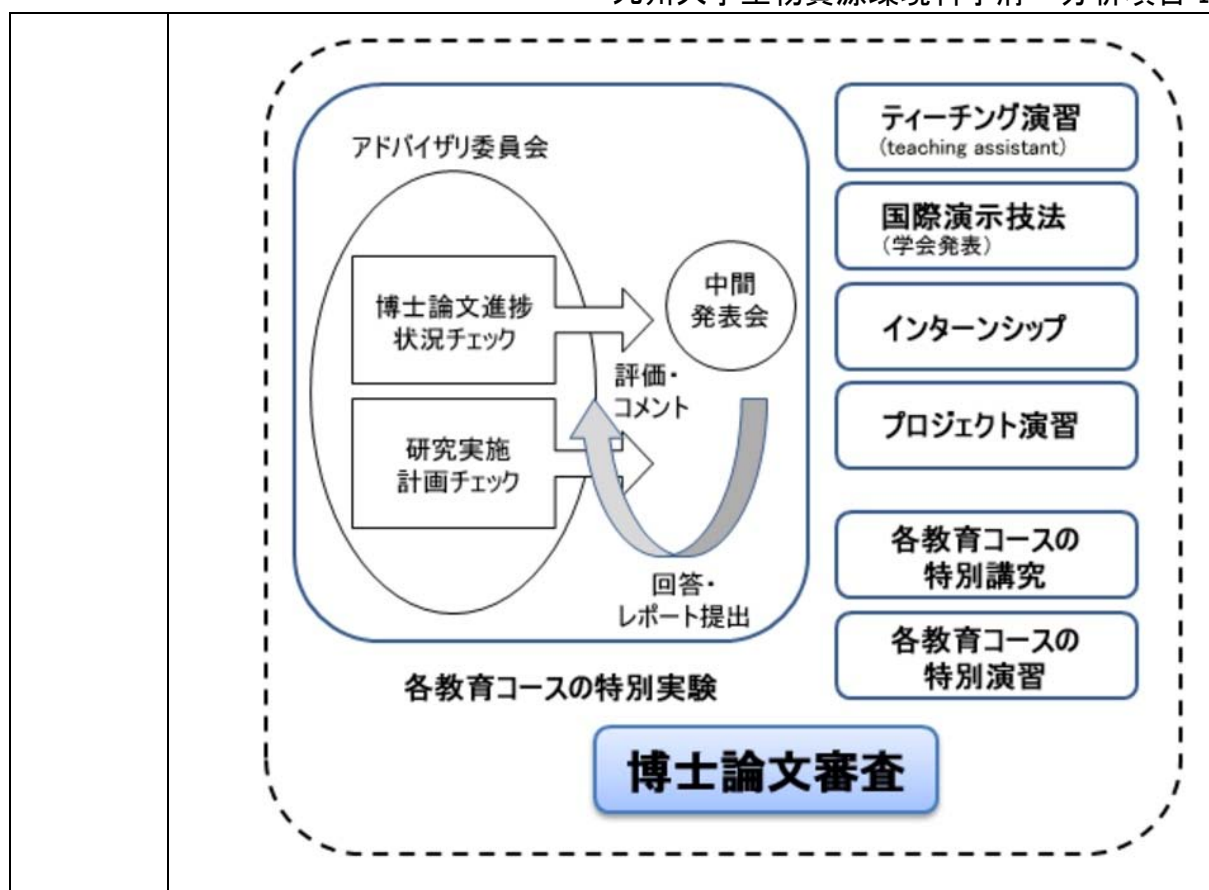 アドバイザリ委員会
博士論文進捗
状況チェック
研究実施
計画チェック
中間
発表会
評価・
コメント
回答・
レポート提出
各教育コースの特別実験
ティーチング演習
(teaching assistant)
国際演示技法
(学会発表)
インターンシップ
プロジェクト演習
各教育コースの
特別講究
各教育コースの
特別演習
博士論文審査